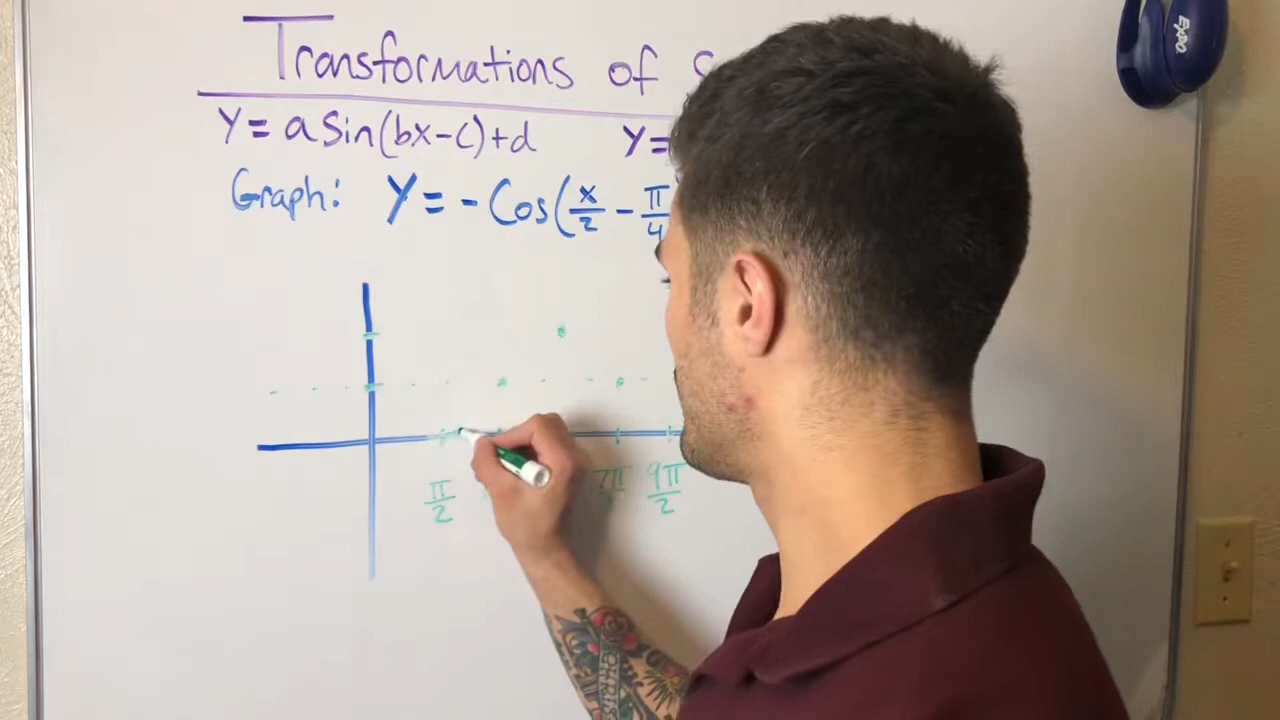 Transformations of S
y = a sin(bx-c)+d y =
Graph: y = - Cos(x/2 - π/4
π/2 7π 9π/2
EXPO